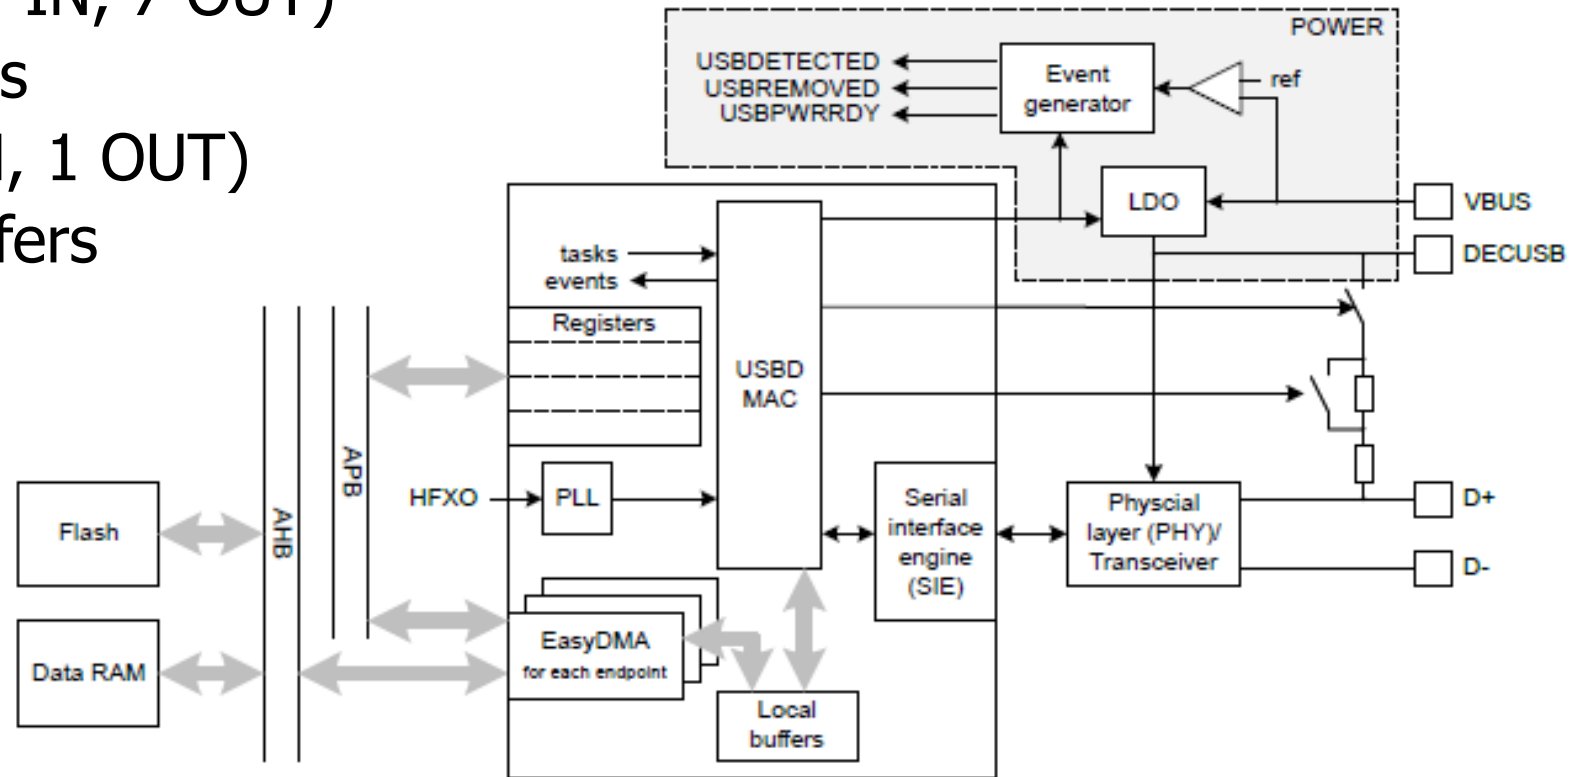 IN, 7 OUT)
s
, 1 OUT)
fers
POWER
USBDETECTED
USBREMOVED
USBPWRRDY
Event
generator
ref
LDO
VBUS
DECUSB
tasks
events
Registers
USBD
MAC
APB
AHB
HFXO
PLL
Serial
interface
engine
(SIE)
Physcial
layer (PHY)/
Transceiver
D+
D-
Flash
Data RAM
EasyDMA
for each endpoint
Local
buffers